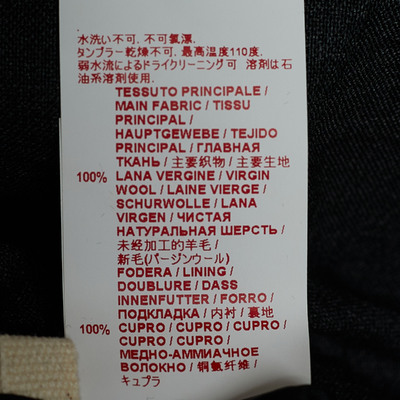 水洗い不可. 不可氯漂.
タンブラー乾燥不可. 最高温度110度.
弱水流によるドライクリーニング可 溶剤は石
油系溶剤使用.
TESSUTO PRINCIPALE /
MAIN FABRIC / TISSU
PRINCIPAL /
HAUPTGEWEBE / TEJIDO
PRINCIPAL / ГЛАВНАЯ
ТКАНЬ / 主要织物 / 主要生地
100% LANA VERGINE / VIRGIN
WOOL / LAINE VIERGE /
SCHURWOLLE / LANA
VIRGEN / ЧИСТАЯ
НАТУРАЛЬНАЯ ШЕРСТЬ /
未经加工的羊毛 /
新毛(バージンウール)
FODERA / LINING /
DOUBLURE / DASS
INNENFUTTER / FORRO /
ПОДКЛАДКА / 内衬 / 裏地
100% CUPRO / CUPRO / CUPRO /
CUPRO / CUPRO /
МЕДНО-АММИАЧНОЕ
ВОЛОКНО / 铜氨纤维 /
キュプラ